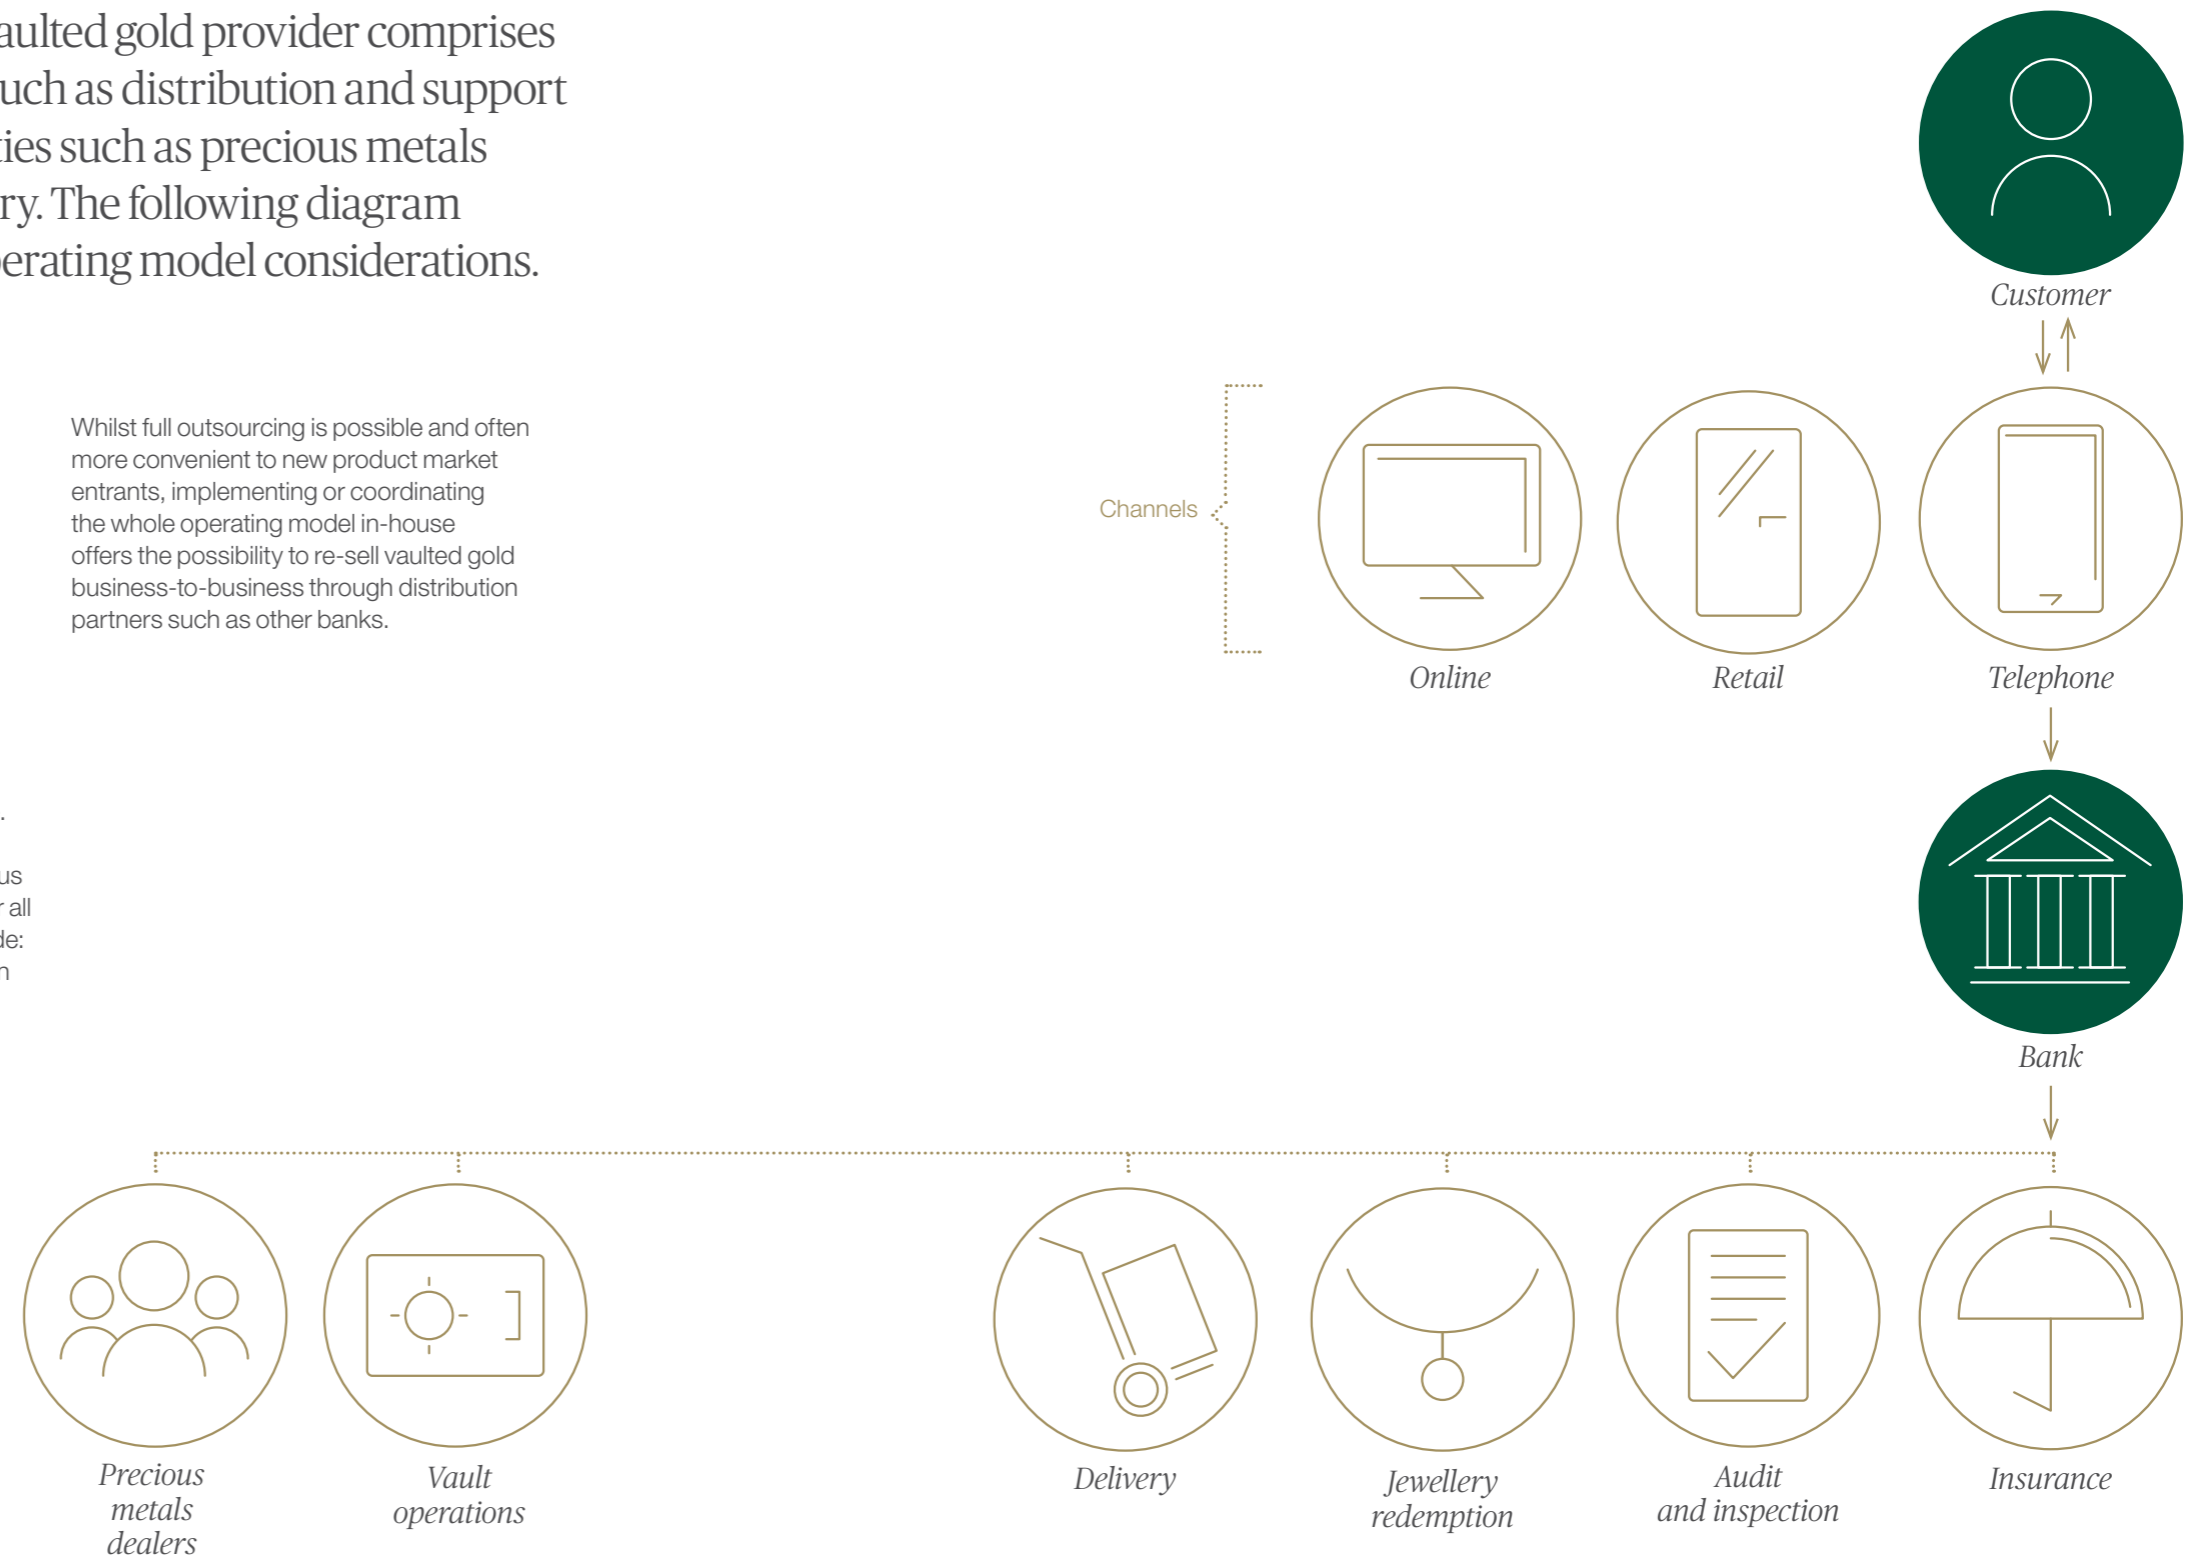 aulted gold provider comprises
uch as distribution and support
ties such as precious metals
ry. The following diagram
perating model considerations.
Whilst full outsourcing is possible and often
more convenient to new product market
entrants, implementing or coordinating
the whole operating model in-house
offers the possibility to re-sell vaulted gold
business-to-business through distribution
partners such as other banks.
.
us
r all
de:
n
Customer
Channels
Online
Retail
Telephone
Bank
Precious
metals
dealers
Vault
operations
Delivery
Jewellery
redemption
Audit
and inspection
Insurance